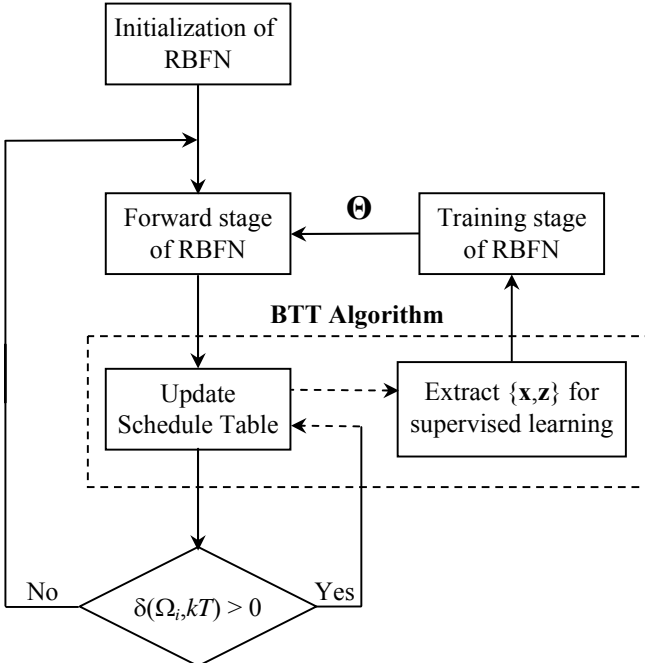 Initialization of
RBFN
Forward stage
of RBFN
Θ
Training stage
of RBFN
BTT Algorithm
Update
Schedule Table
Extract {x,z} for
supervised learning
No
δ(Ωi,kT) > 0
Yes